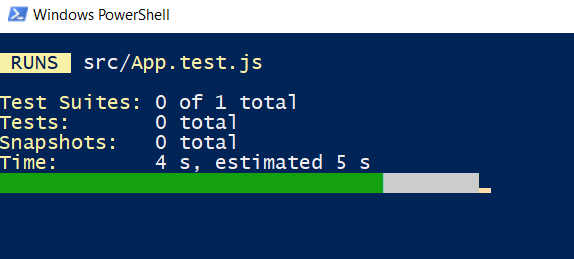 Windows PowerShell
RUNS src/App.test.js
Test Suites: 0 of 1 total
Tests: 0 total
Snapshots: 0 total
Time: 4 s, estimated 5 s